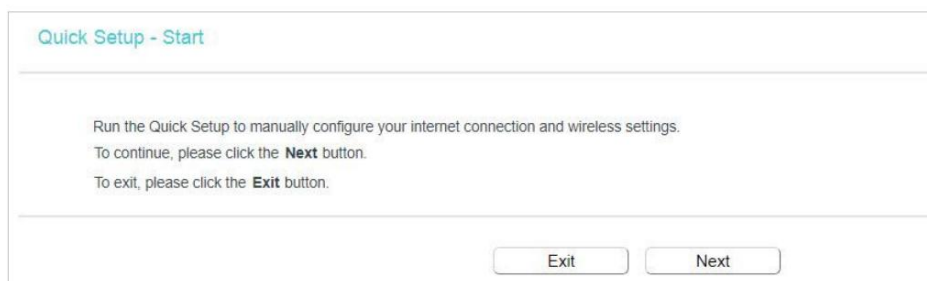 Quick Setup - Start
Run the Quick Setup to manually configure your internet connection and wireless settings.
To continue, please click the Next button.
To exit, please click the Exit button.
Exit
Next